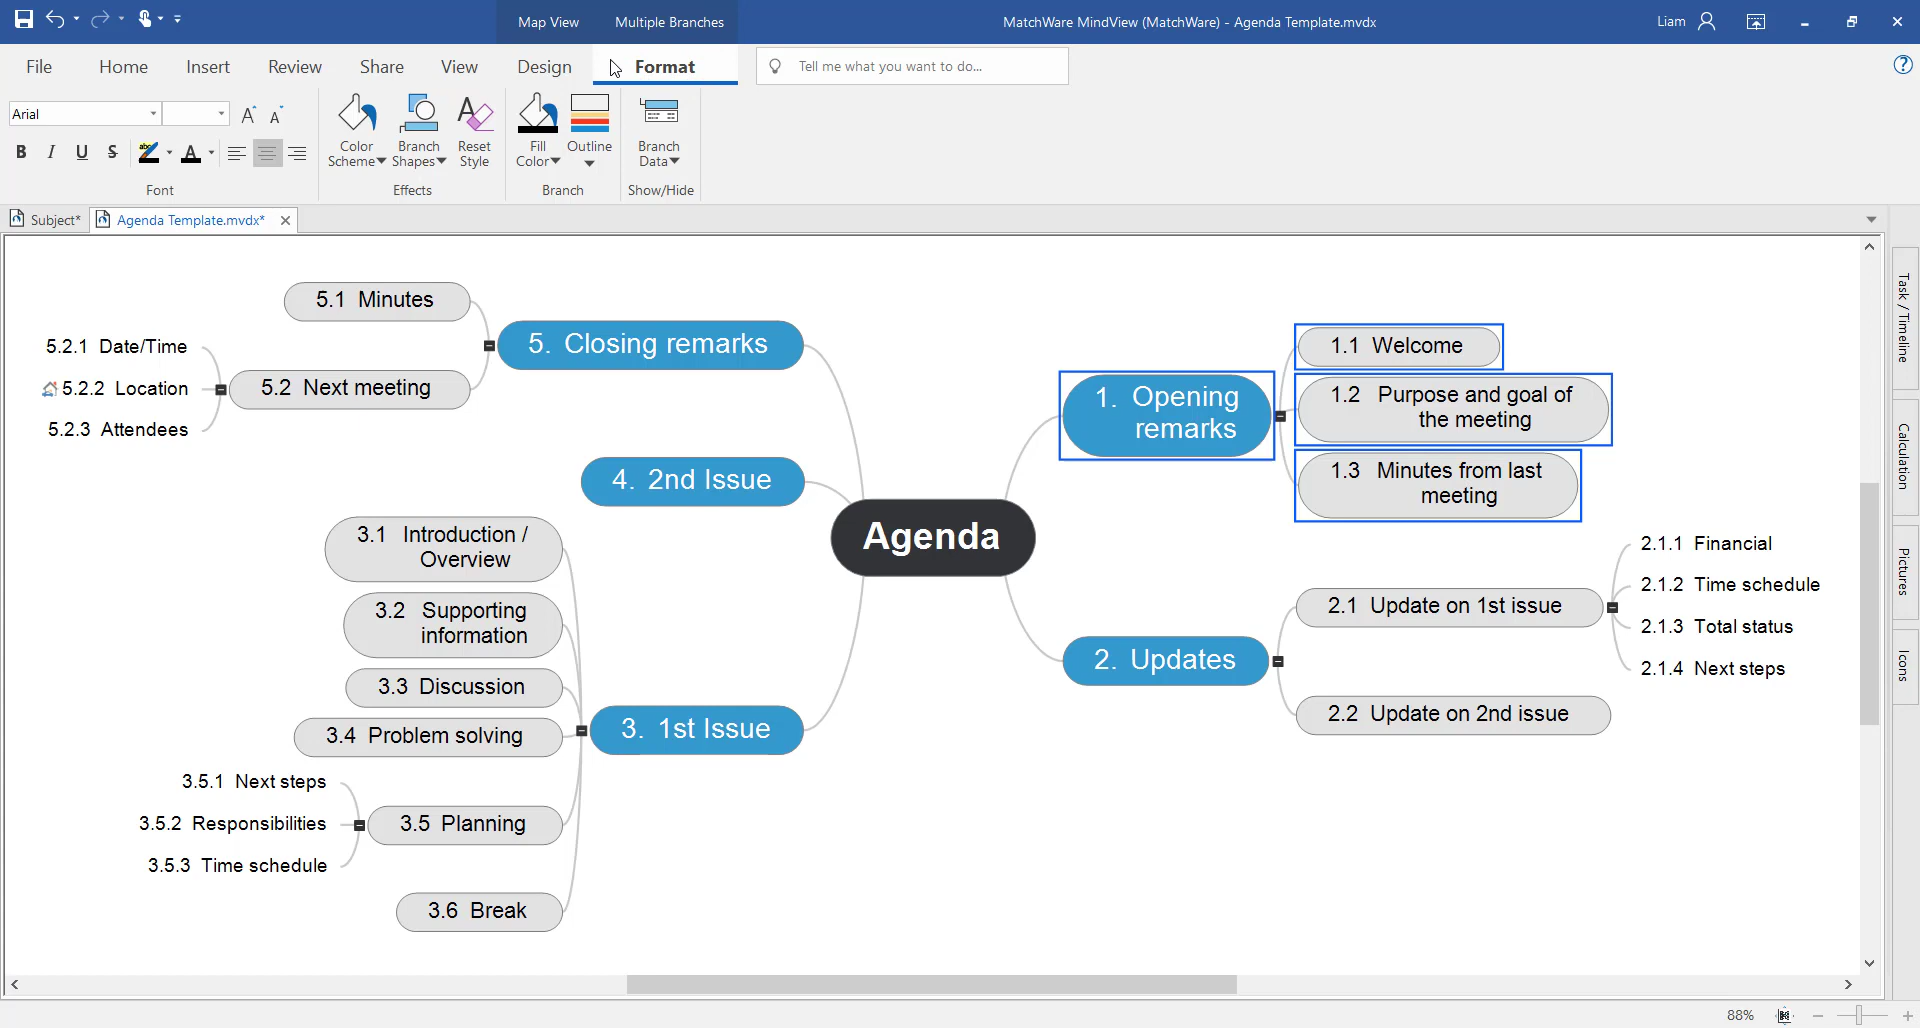 Map View
Multiple Branches
MatchWare MindView (MatchWare) - Agenda Template.mvdx
Liam
File
Home
Insert
Review
Share
View
Design
Format
Tell me what you want to do...
?
Arial
A
A
Color
Scheme
Branch
Shapes
Reset
Style
Fill
Color
Outline
Branch
Data
B
I
U
S
abc
A
Font
Effects
Branch
Show/Hide
Subject*
Agenda Template.mvdx*
5.1 Minutes
5. Closing remarks
5.2.1 Date/Time
5.2.2 Location
5.2.3 Attendees
5.2 Next meeting
4. 2nd Issue
3.1 Introduction /
Overview
3.2 Supporting
information
3.3 Discussion
3.4 Problem solving
3. 1st Issue
3.5.1 Next steps
3.5.2 Responsibilities
3.5.3 Time schedule
3.5 Planning
3.6 Break
Agenda
1. Opening
remarks
1.1 Welcome
1.2 Purpose and goal of
the meeting
1.3 Minutes from last
meeting
2. Updates
2.1 Update on 1st issue
2.1.1 Financial
2.1.2 Time schedule
2.1.3 Total status
2.1.4 Next steps
2.2 Update on 2nd issue
Task / Timeline
Calculation
Pictures
Icons
88%